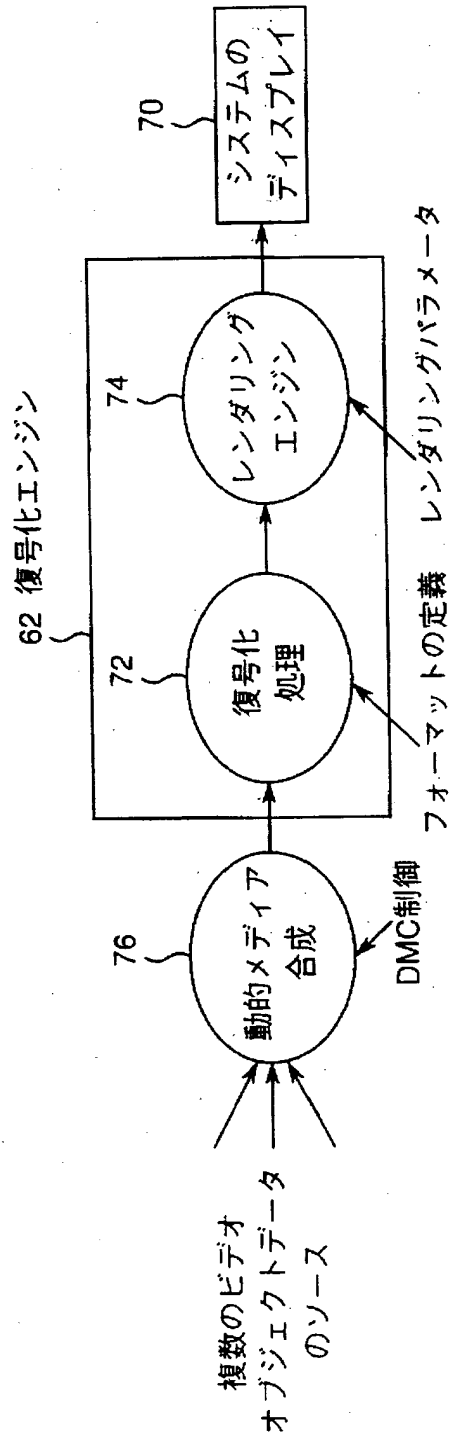 複数のビデオ
オブジェクトデータ
のソース
76
動的メディア
合成
DMC制御
62 復号化エンジン
72
復号化
処理
フォーマットの定義
74
レンダリング
エンジン
レンダリングパラメータ
70
システムの
ディスプレイ